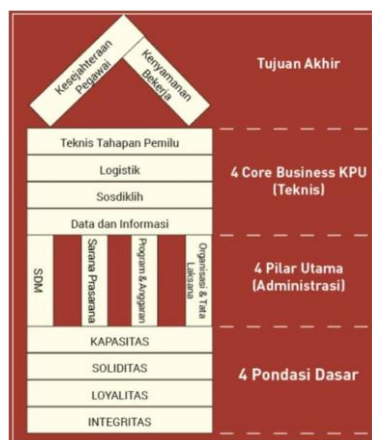 Kesejahteraan
Pegawai
Kenyamanan
Bekerja
Tujuan Akhir
Teknis Tahapan Pemilu
Logistik
Sosdiklih
Data dan Informasi
4 Core Business KPU
(Teknis)
SDM
Sarana Prasarana
Program & Anggaran
Organisasi & Tata
Laksana
4 Pilar Utama
(Administrasi)
KAPASITAS
SOLIDITAS
LOYALITAS
INTEGRITAS
4 Pondasi Dasar